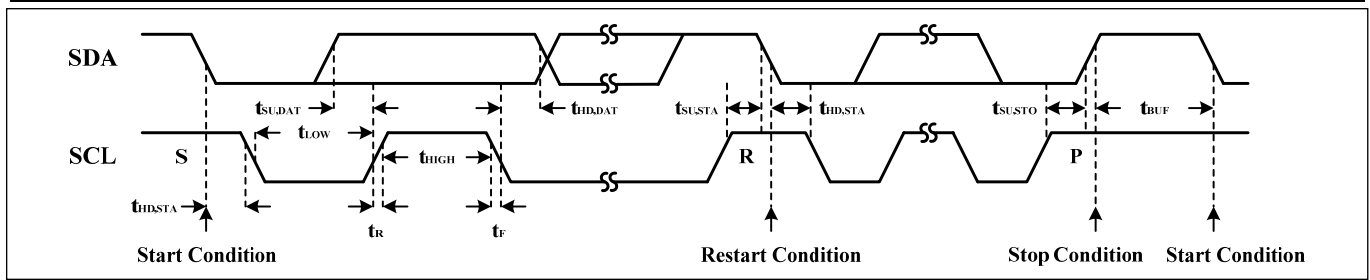 SDA
tSU,DAT
tHD,DAT
tSU,STA
tHD,STA
tSU,STO
tBUF
tLOW
SCL
S
tHIGH
R
P
tHD,STA
tR
tF
Start Condition
Restart Condition
Stop Condition
Start Condition